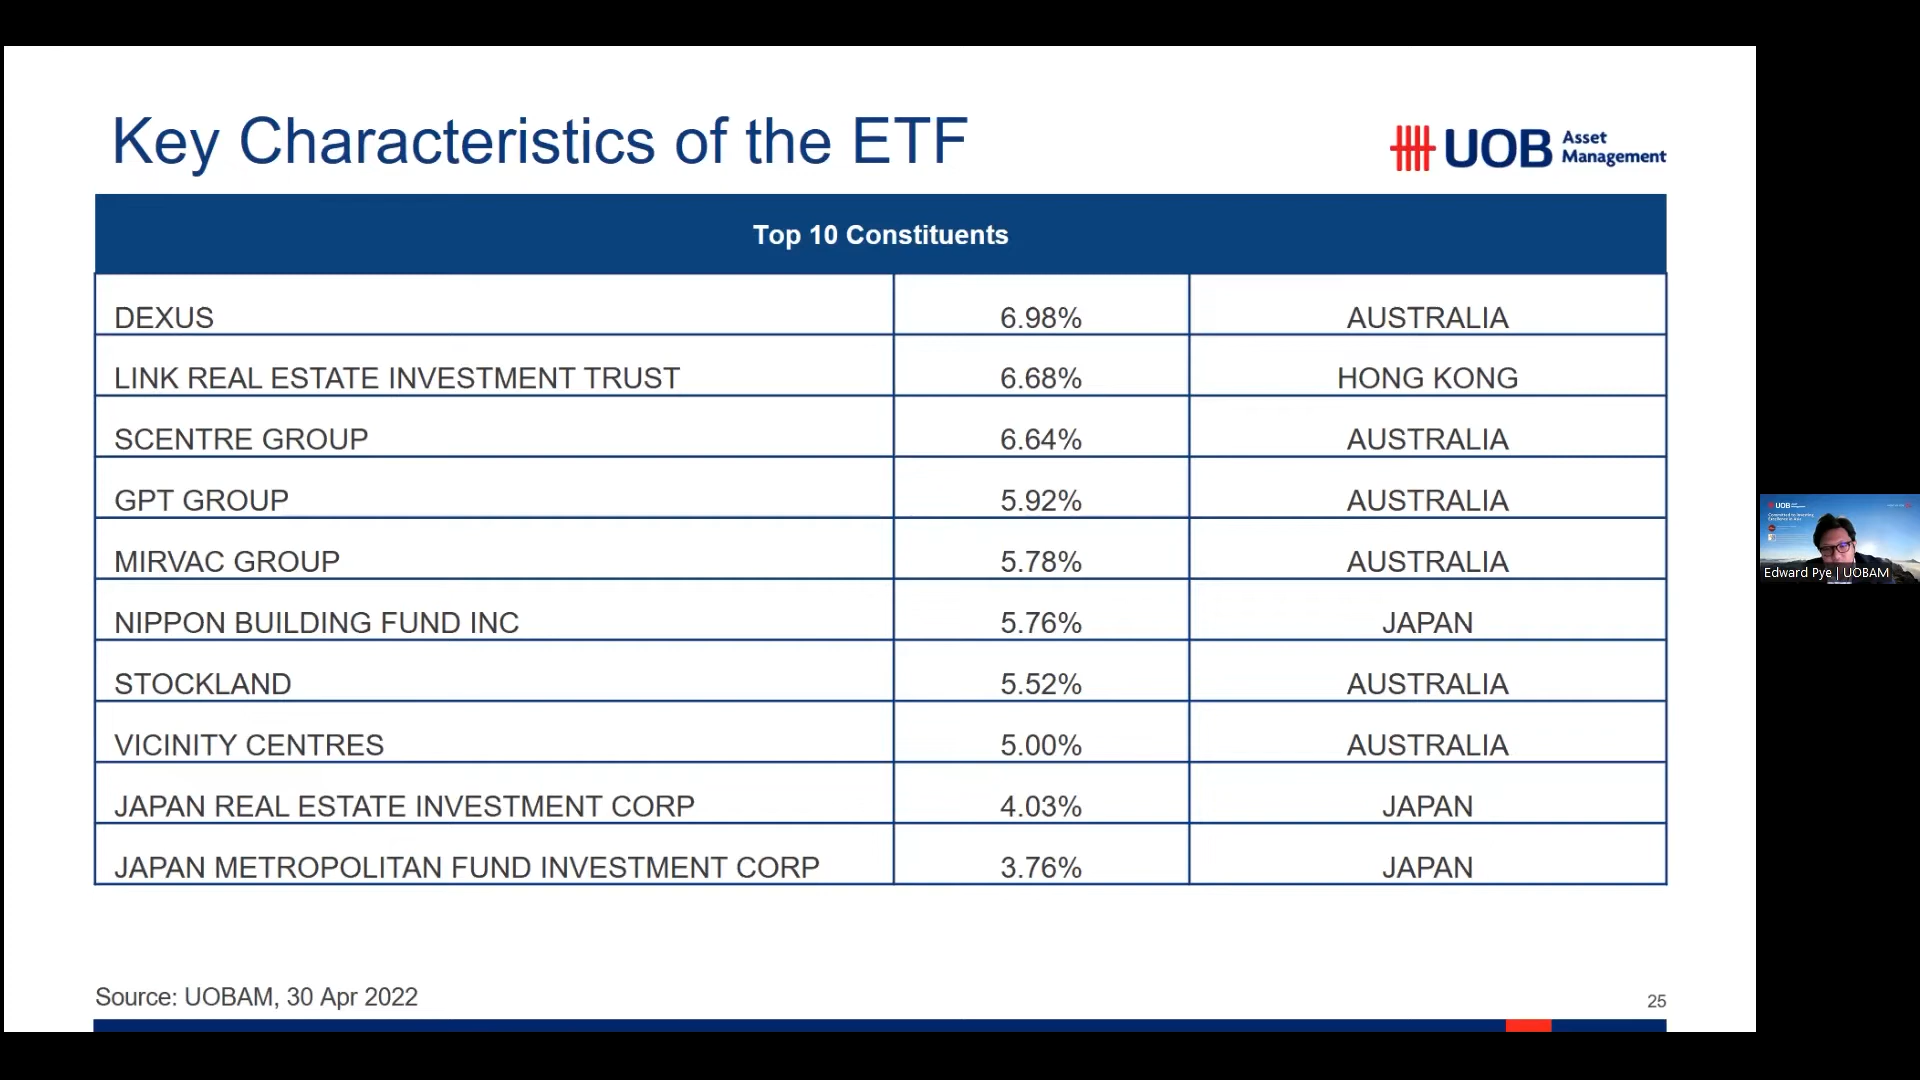 Key Characteristics of the ETF
UOB Asset Management
Top 10 Constituents
DEXUS 6.98% AUSTRALIA
LINK REAL ESTATE INVESTMENT TRUST 6.68% HONG KONG
SCENTRE GROUP 6.64% AUSTRALIA
GPT GROUP 5.92% AUSTRALIA
MIRVAC GROUP 5.78% AUSTRALIA
NIPPON BUILDING FUND INC 5.76% JAPAN
STOCKLAND 5.52% AUSTRALIA
VICINITY CENTRES 5.00% AUSTRALIA
JAPAN REAL ESTATE INVESTMENT CORP 4.03% JAPAN
JAPAN METROPOLITAN FUND INVESTMENT CORP 3.76% JAPAN
Source: UOBAM, 30 Apr 2022
25
UOB
Edward Pye | UOBAM